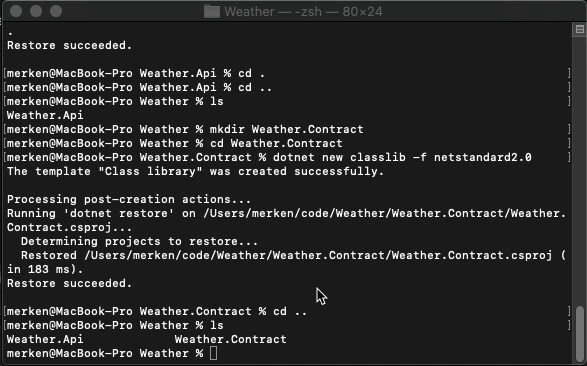 Weather — -zsh — 80×24
.
Restore succeeded.
[merken@MacBook-Pro Weather.Api % cd . ]
[merken@MacBook-Pro Weather.Api % cd .. ]
[merken@MacBook-Pro Weather % ls ]
Weather.Api
[merken@MacBook-Pro Weather % mkdir Weather.Contract ]
[merken@MacBook-Pro Weather % cd Weather.Contract ]
[merken@MacBook-Pro Weather.Contract % dotnet new classlib -f netstandard2.0 ]
The template "Class library" was created successfully.
Processing post-creation actions...
Running 'dotnet restore' on /Users/merken/code/Weather/Weather.Contract/Weather.
Contract.csproj...
Determining projects to restore...
Restored /Users/merken/code/Weather/Weather.Contract/Weather.Contract.csproj (
in 183 ms).
Restore succeeded.
[merken@MacBook-Pro Weather.Contract % cd .. ]
[merken@MacBook-Pro Weather % ls ]
Weather.Api Weather.Contract
merken@MacBook-Pro Weather %